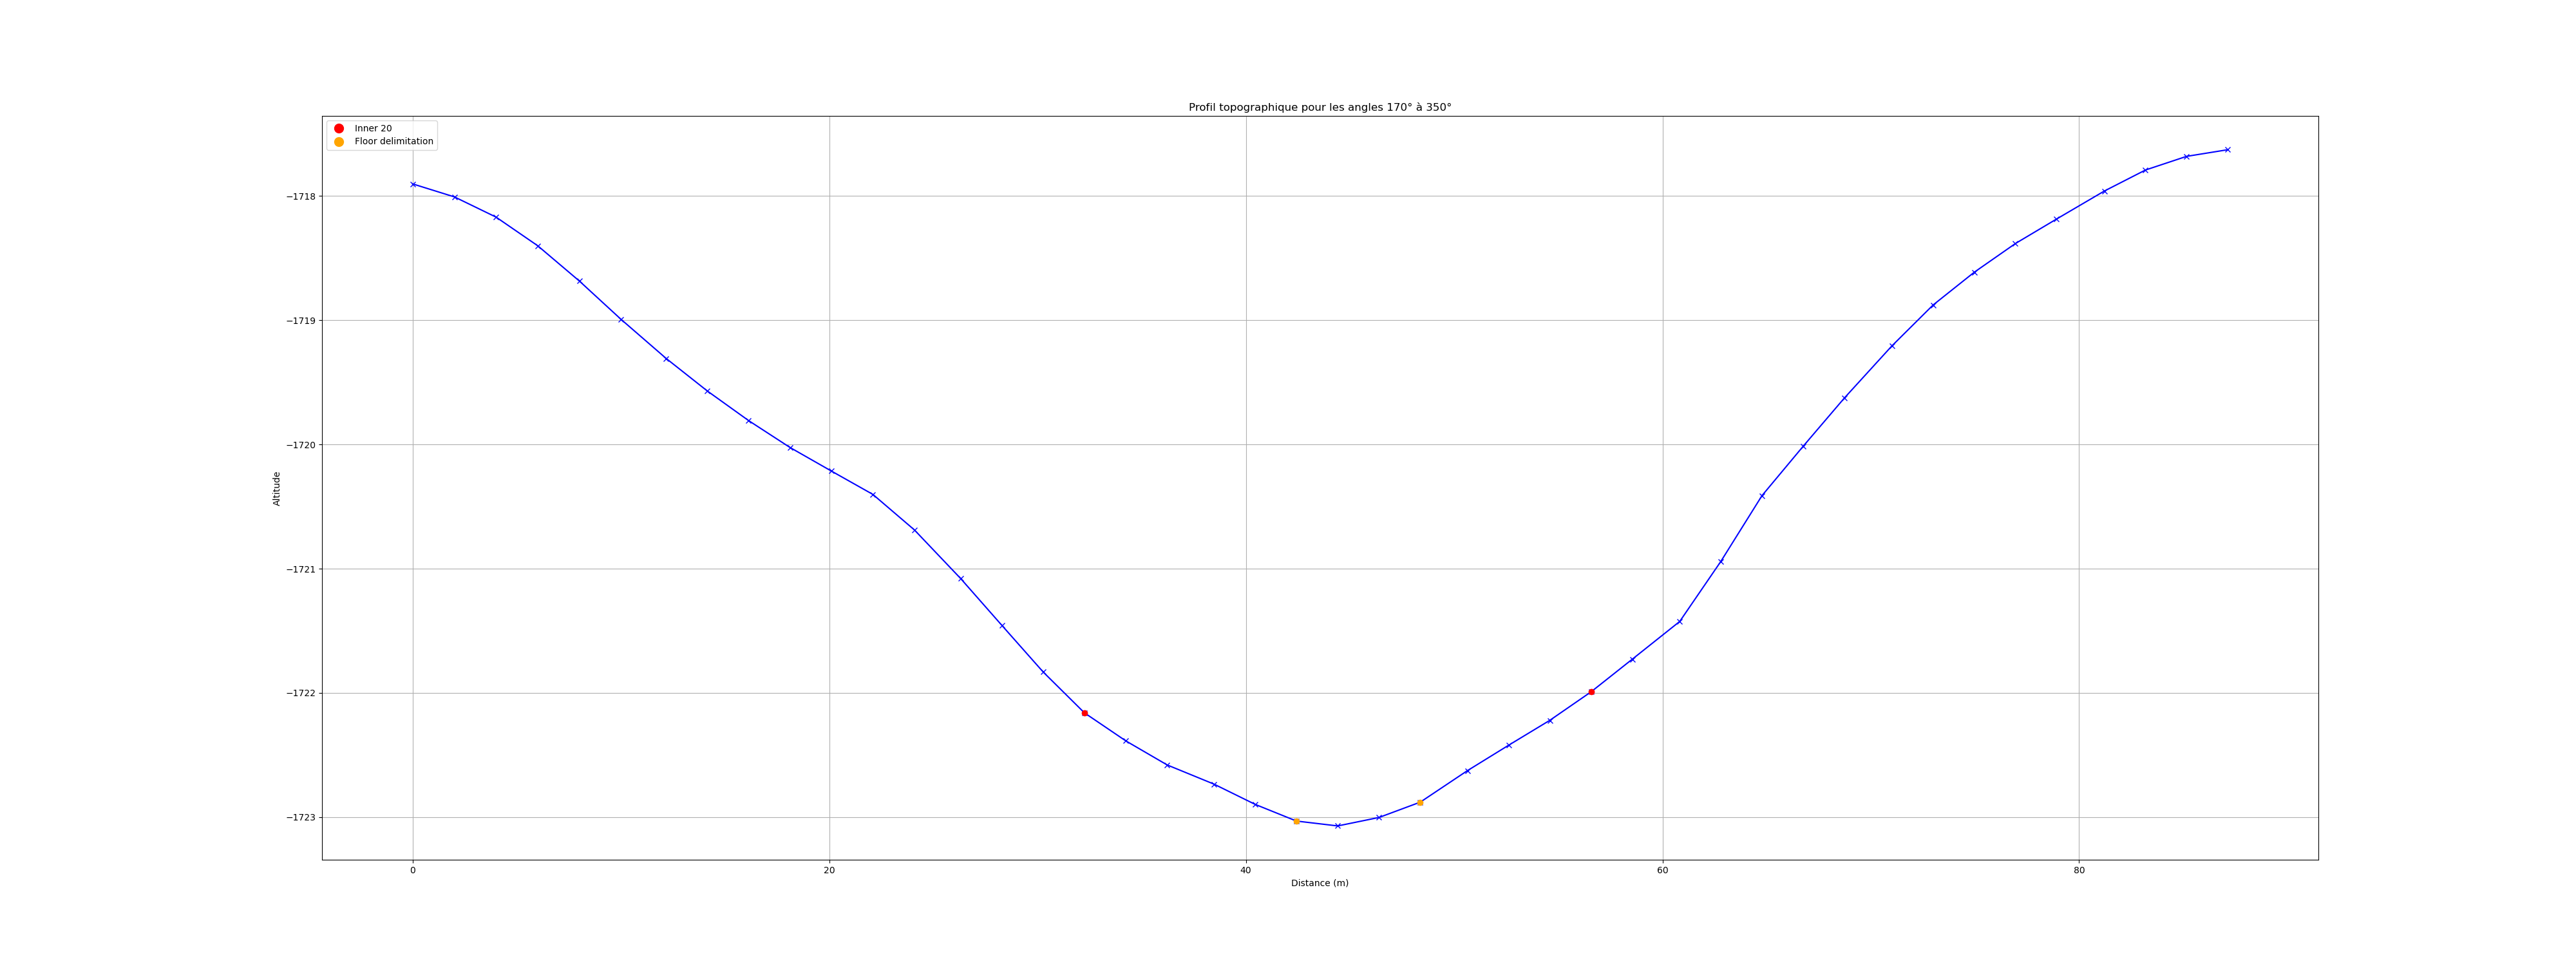 Profil topographique pour les angles 170° à 350°
Inner 20
Floor delimitation
−1718
−1719
−1720
−1721
−1722
−1723
Altitude
0 20 40 60 80
Distance (m)